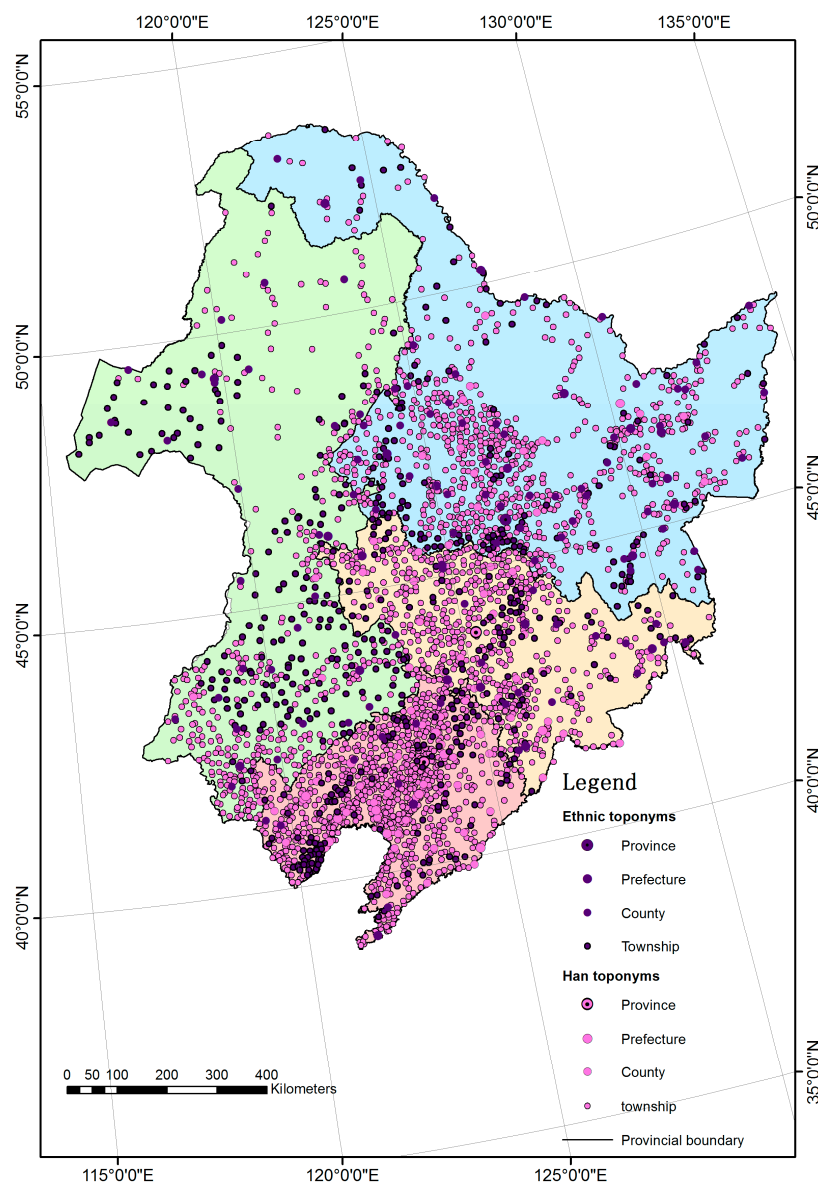 120°0'0"E 125°0'0"E 130°0'0"E 135°0'0"E
55°0'0"N
50°0'0"N
50°0'0"N
45°0'0"N
45°0'0"N
40°0'0"N
40°0'0"N
35°0'0"N
Legend
Ethnic toponyms
Province
Prefecture
County
Township
Han toponyms
Province
Prefecture
County
township
Provincial boundary
0 50 100 200 300 400
Kilometers
115°0'0"E 120°0'0"E 125°0'0"E